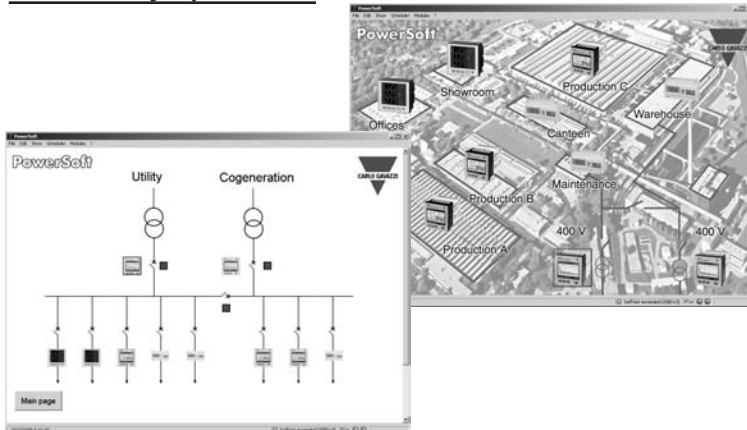 PowerSoft
File Edit Show Scheduler Modules ?
PowerSoft
CARLO GAVAZZI
Production C
Showroom
Warehouse
Offices
Canteen
Maintenance
Production B
Production A
400 V
400 V
PowerSoft
File Edit Show Scheduler Modules ?
PowerSoft
CARLO GAVAZZI
Utility
Cogeneration
Main page